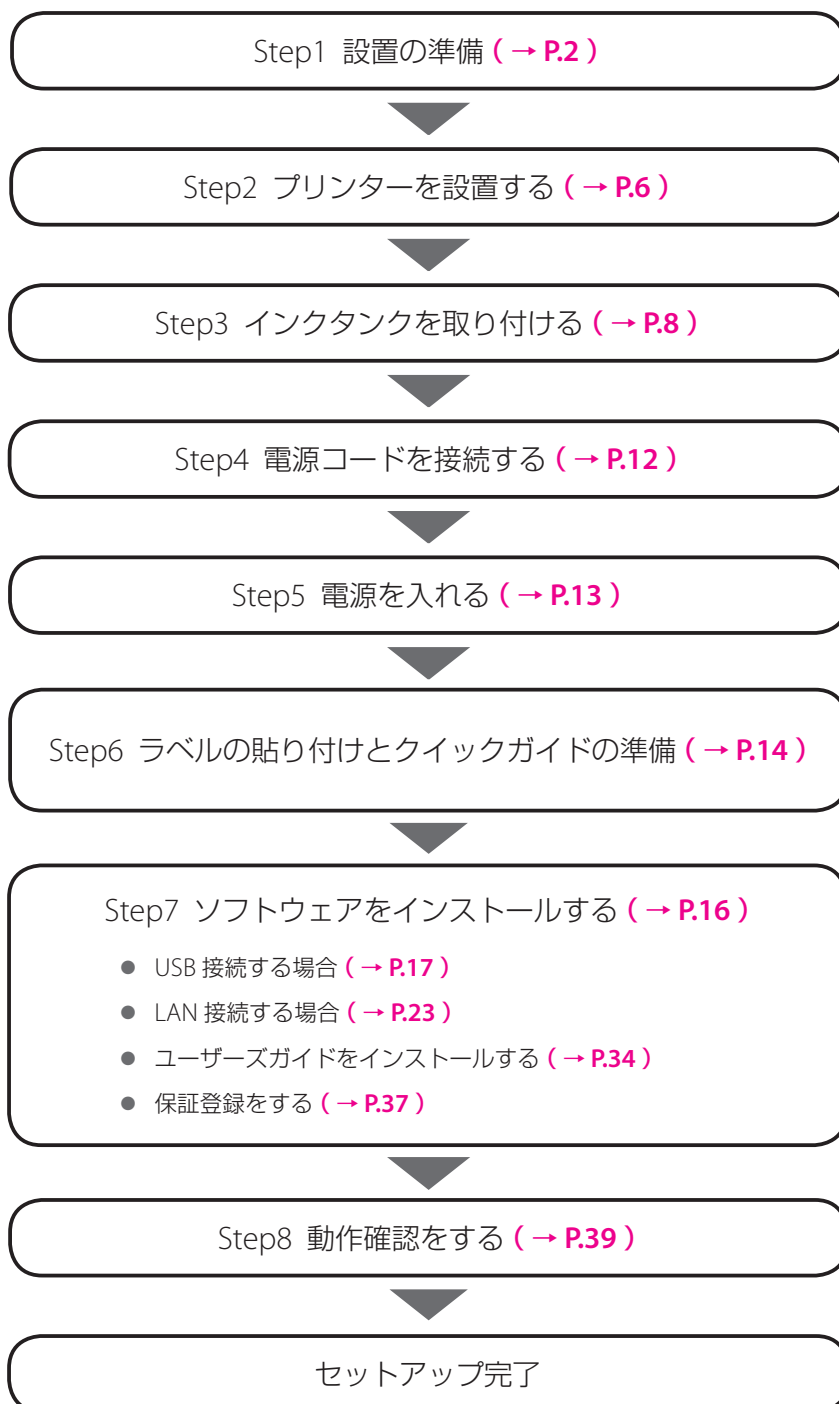 Step1 設置の準備 ( → P.2 )
Step2 プリンターを設置する ( → P.6 )
Step3 インクタンクを取り付ける ( → P.8 )
Step4 電源コードを接続する ( → P.12 )
Step5 電源を入れる ( → P.13 )
Step6 ラベルの貼り付けとクイックガイドの準備 ( → P.14 )
Step7 ソフトウェアをインストールする ( → P.16 )
● USB 接続する場合 ( → P.17 )
● LAN 接続する場合 ( → P.23 )
● ユーザーズガイドをインストールする ( → P.34 )
● 保証登録をする ( → P.37 )
Step8 動作確認をする ( → P.39 )
セットアップ完了